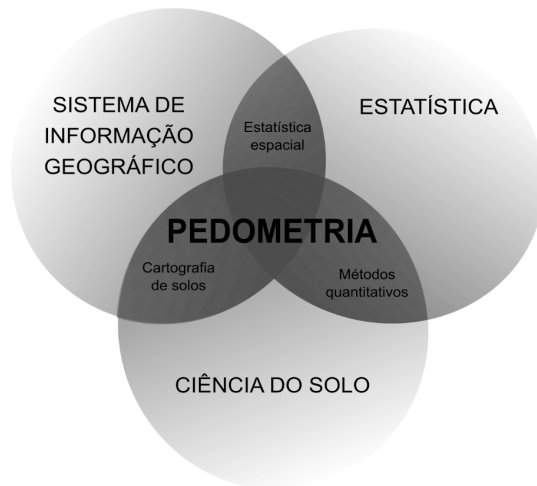 SISTEMA DE
INFORMAÇÃO
GEOGRÁFICO
ESTATÍSTICA
Estatística
espacial
PEDOMETRIA
Cartografia
de solos
Métodos
quantitativos
CIÊNCIA DO SOLO